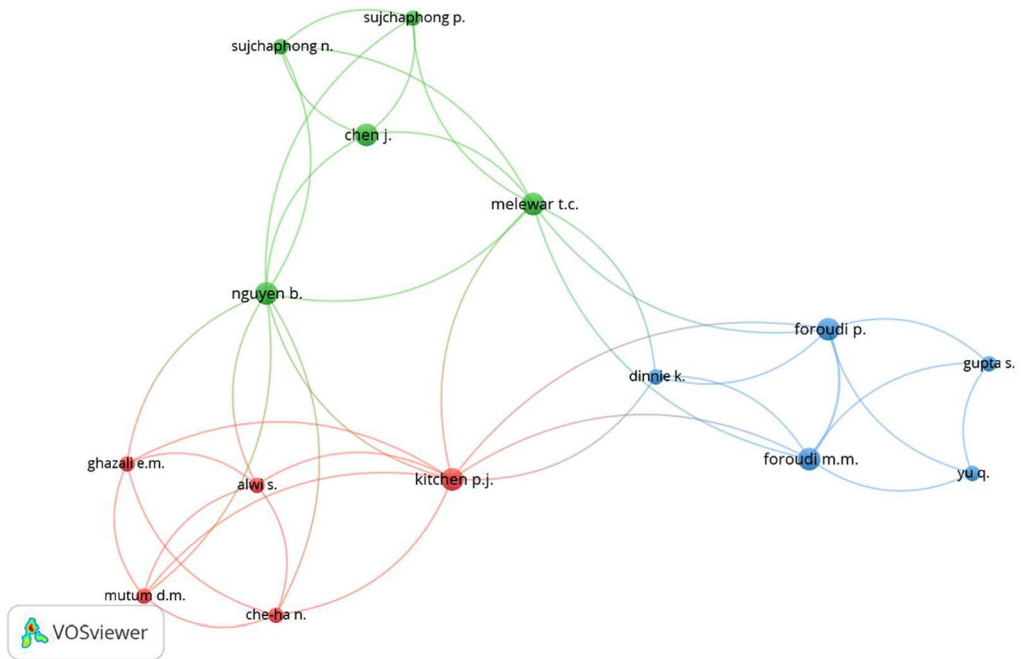 sujchaphong p.
sujchaphong n.
chen j.
melewar t.c.
nguyen b.
foroudi p.
gupta s.
dinnie k.
foroudi m.m.
yu q.
ghazali e.m.
alwi s.
kitchen p.j.
mutum d.m.
che-ha n.
VOSviewer